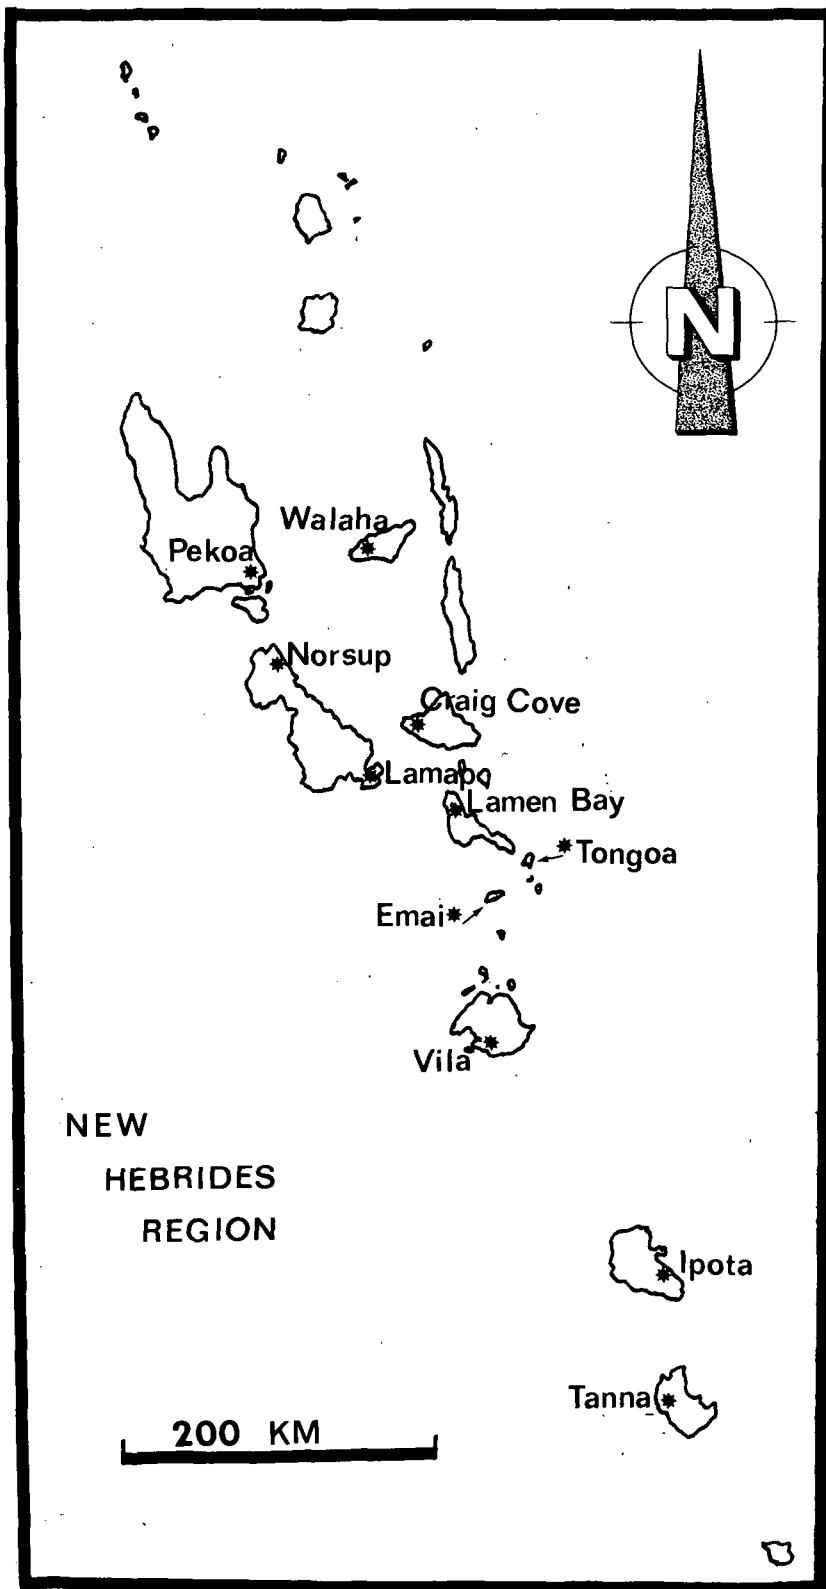 N
Walaha
Pekoa
Norsup
Craig Cove
Lamap
Lamen Bay
Tongoa
Emai
Vila
NEW
HEBRIDES
REGION
Ipota
Tanna
200 KM